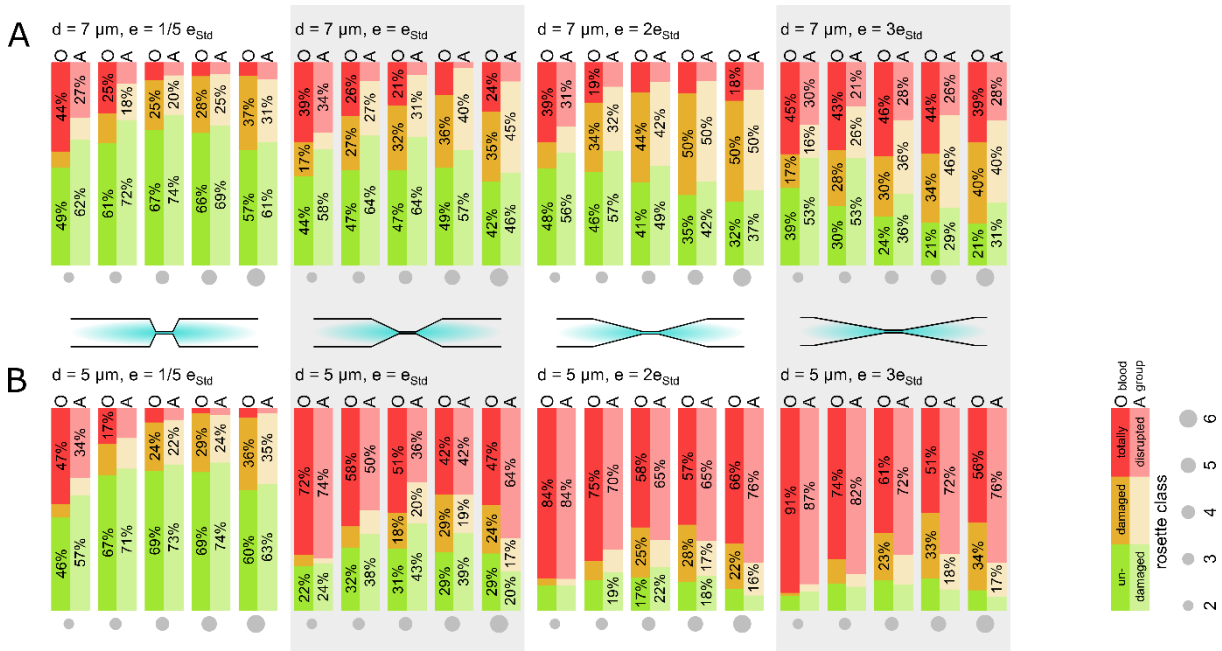 A
d = 7 µm, e = 1/5 eStd
d = 7 µm, e = eStd
d = 7 µm, e = 2eStd
d = 7 µm, e = 3eStd
O A O A O A O A O A
O A O A O A O A O A
O A O A O A O A O A
O A O A O A O A O A
44% 27% 25% 18% 25% 20% 28% 25% 37% 31%
49% 62% 61% 72% 67% 74% 66% 69% 57% 61%
39% 34% 26% 27% 21% 31% 36% 40% 24% 45%
17% 27% 32% 35%
44% 58% 47% 64% 47% 64% 49% 57% 42% 46%
39% 31% 19% 32% 44% 42% 50% 50% 18% 50%
34% 50%
48% 56% 46% 57% 41% 49% 35% 42% 32% 37%
45% 30% 43% 21% 46% 28% 44% 26% 39% 28%
17% 16% 28% 26% 30% 36% 34% 46% 40% 40%
39% 53% 30% 53% 24% 36% 21% 29% 21% 31%
B
d = 5 µm, e = 1/5 eStd
d = 5 µm, e = eStd
d = 5 µm, e = 2eStd
d = 5 µm, e = 3eStd
O A O A O A O A O A
O A O A O A O A O A
O A O A O A O A O A
O A O A O A O A O A
47% 34% 17% 24% 22% 29% 24% 36% 35%
46% 57% 67% 71% 69% 73% 69% 74% 60% 63%
72% 74% 58% 50% 51% 36% 42% 42% 47% 64%
18% 20% 29% 19% 24% 17%
22% 24% 32% 38% 31% 43% 29% 39% 29% 20%
84% 84% 75% 70% 58% 65% 57% 65% 66% 76%
25% 28% 17% 22% 16%
19% 17% 22% 18%
91% 87% 74% 82% 61% 72% 51% 72% 56% 76%
23% 33% 18% 34% 17%
O blood
A group
totally
disrupted
damaged
un-
damaged
rosette class
2
3
4
5
6